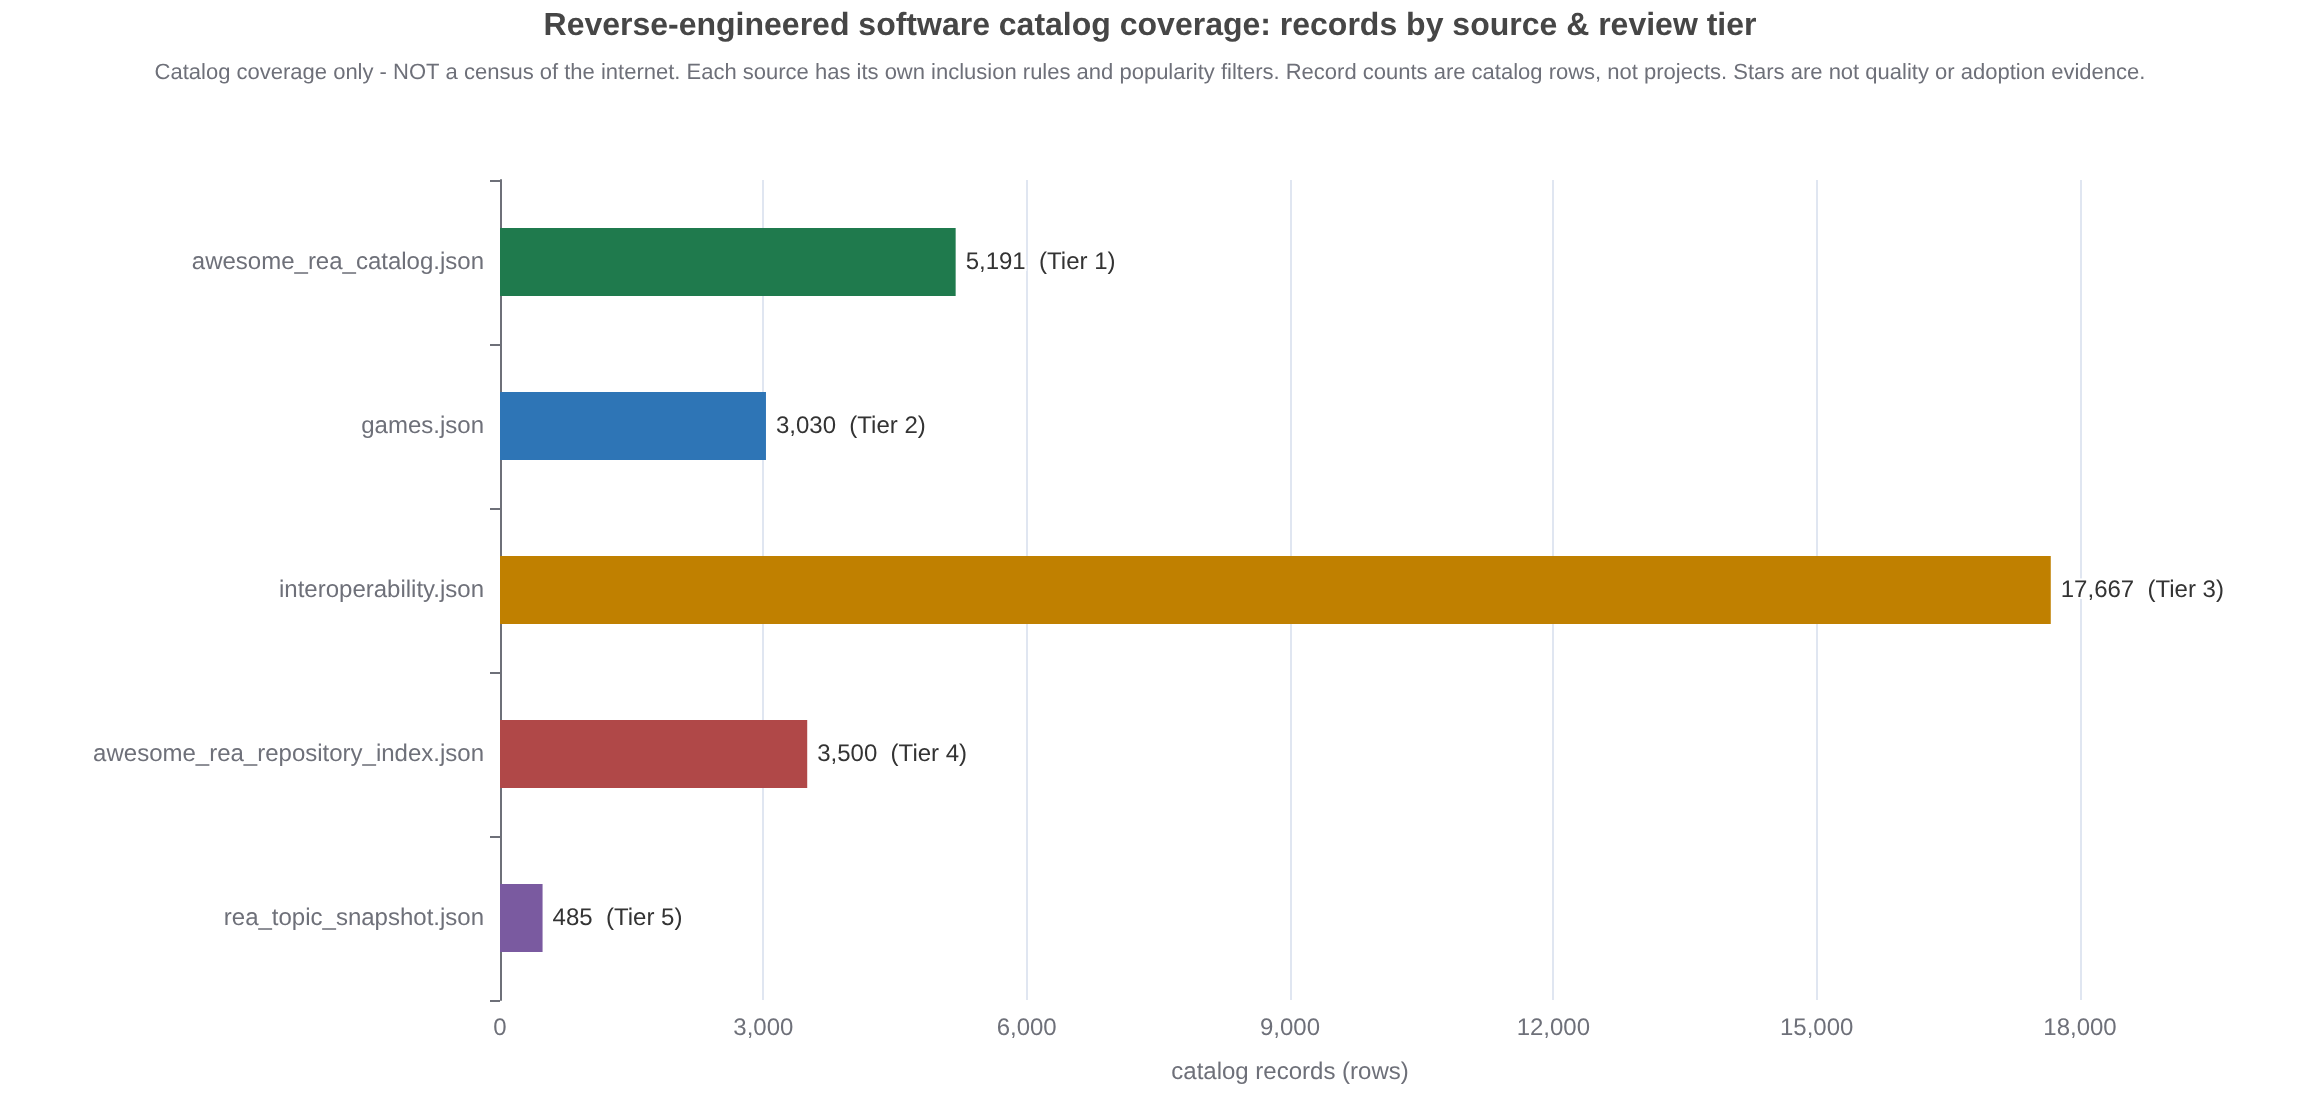 Reverse-engineered software catalog coverage: records by source & review tier
Catalog coverage only - NOT a census of the internet. Each source has its own inclusion rules and popularity filters. Record counts are catalog rows, not projects. Stars are not quality or adoption evidence.
awesome_rea_catalog.json 5,191 (Tier 1)
games.json 3,030 (Tier 2)
interoperability.json 17,667 (Tier 3)
awesome_rea_repository_index.json 3,500 (Tier 4)
rea_topic_snapshot.json 485 (Tier 5)
0 3,000 6,000 9,000 12,000 15,000 18,000
catalog records (rows)